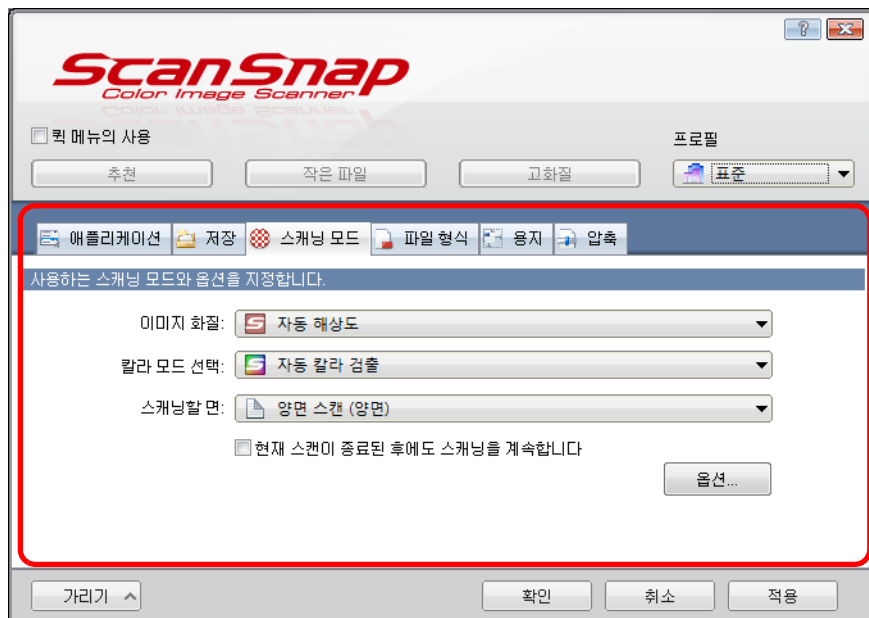 ScanSnap
Color Image Scanner
퀵 메뉴의 사용
프로필
추천 작은 파일 고화질 표준
애플리케이션 저장 스캐닝 모드 파일 형식 용지 압축
사용하는 스캐닝 모드와 옵션을 지정합니다.
이미지 화질: 자동 해상도
칼라 모드 선택: 자동 칼라 검출
스캐닝할 면: 양면 스캔 (양면)
현재 스캔이 종료된 후에도 스캐닝을 계속합니다
옵션...
가리기 확인 취소 적용